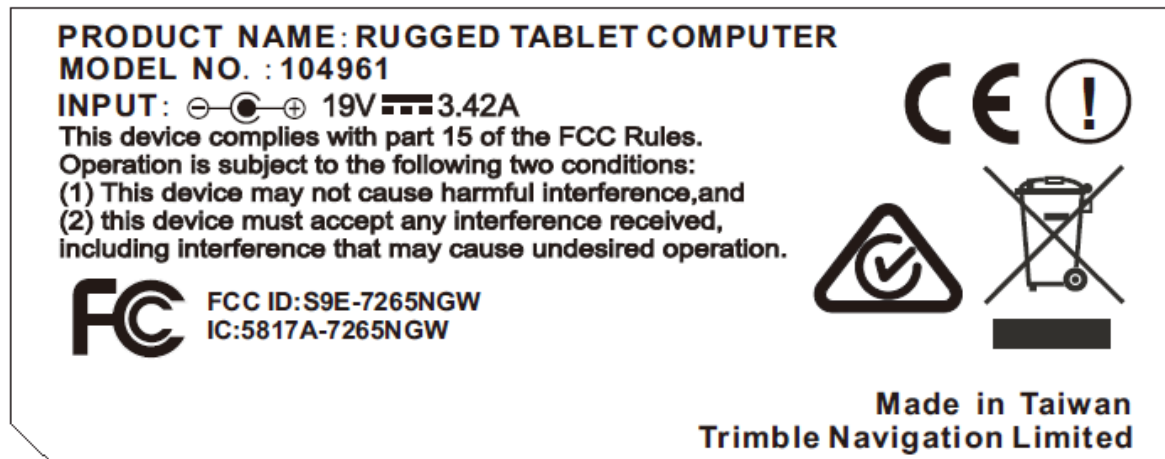 PRODUCT NAME: RUGGED TABLET COMPUTER
MODEL NO. : 104961
INPUT: 19V 3.42A
This device complies with part 15 of the FCC Rules.
Operation is subject to the following two conditions:
(1) This device may not cause harmful interference,and
(2) this device must accept any interference received,
including interference that may cause undesired operation.
FC
FCC ID:S9E-7265NGW
IC:5817A-7265NGW
CE !
Made in Taiwan
Trimble Navigation Limited